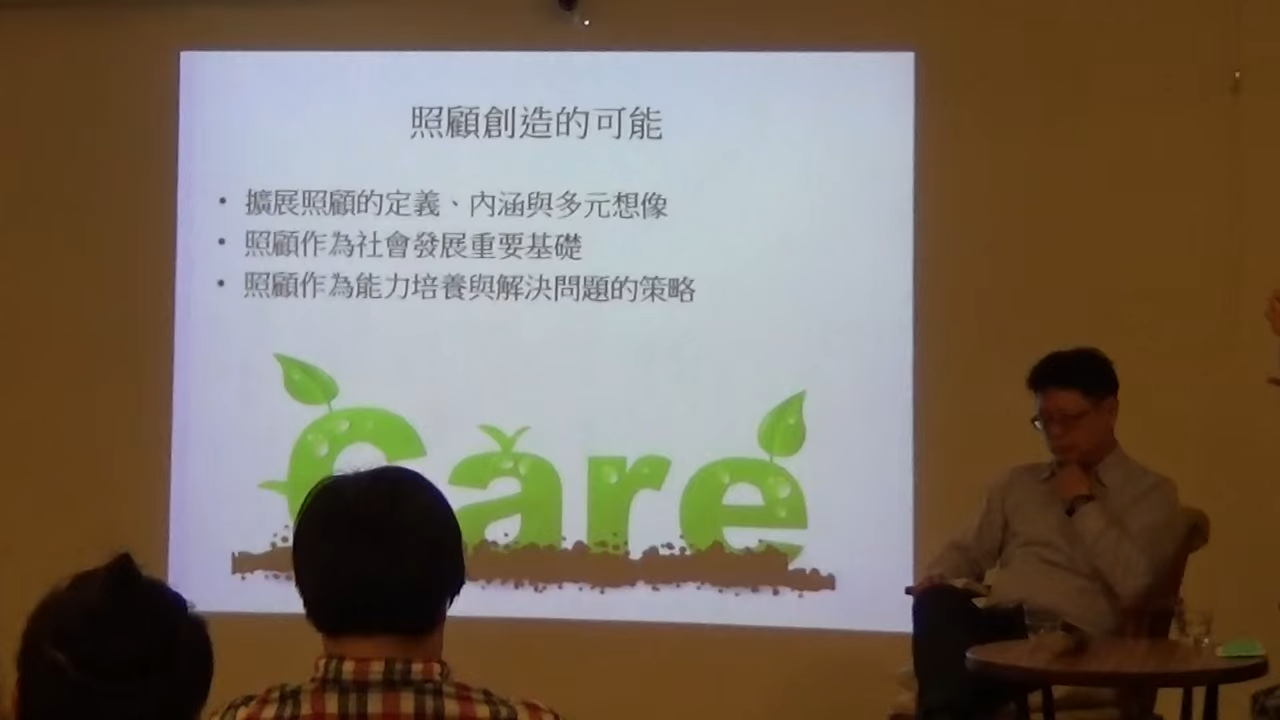 照顧創造的可能
• 擴展照顧的定義、內涵與多元想像
• 照顧作為社會發展重要基礎
• 照顧作為能力培養與解決問題的策略
Care